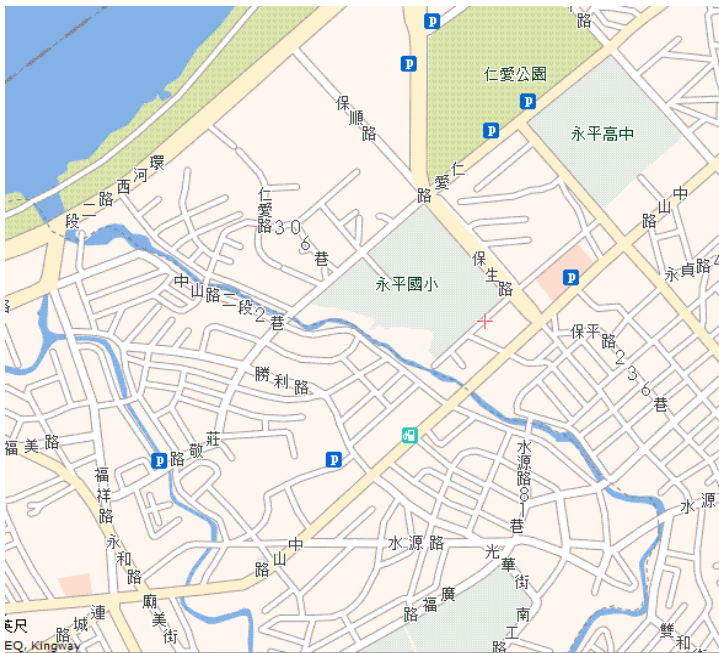 P
P
仁愛公園
P
P
保順路
永平高中
仁愛路
環河西路二段
仁愛路306巷
中山路
永貞路
保生路
永平國小
P
中山路二段2巷
保平路236巷
勝利路
P
P
莊敬路
福美路
福祥路
水源路81巷
水源
永和路
中山路
水源路
光華街
廣福路
南工路
雙和
連城路
廟美街
英尺
EQ, Kingway